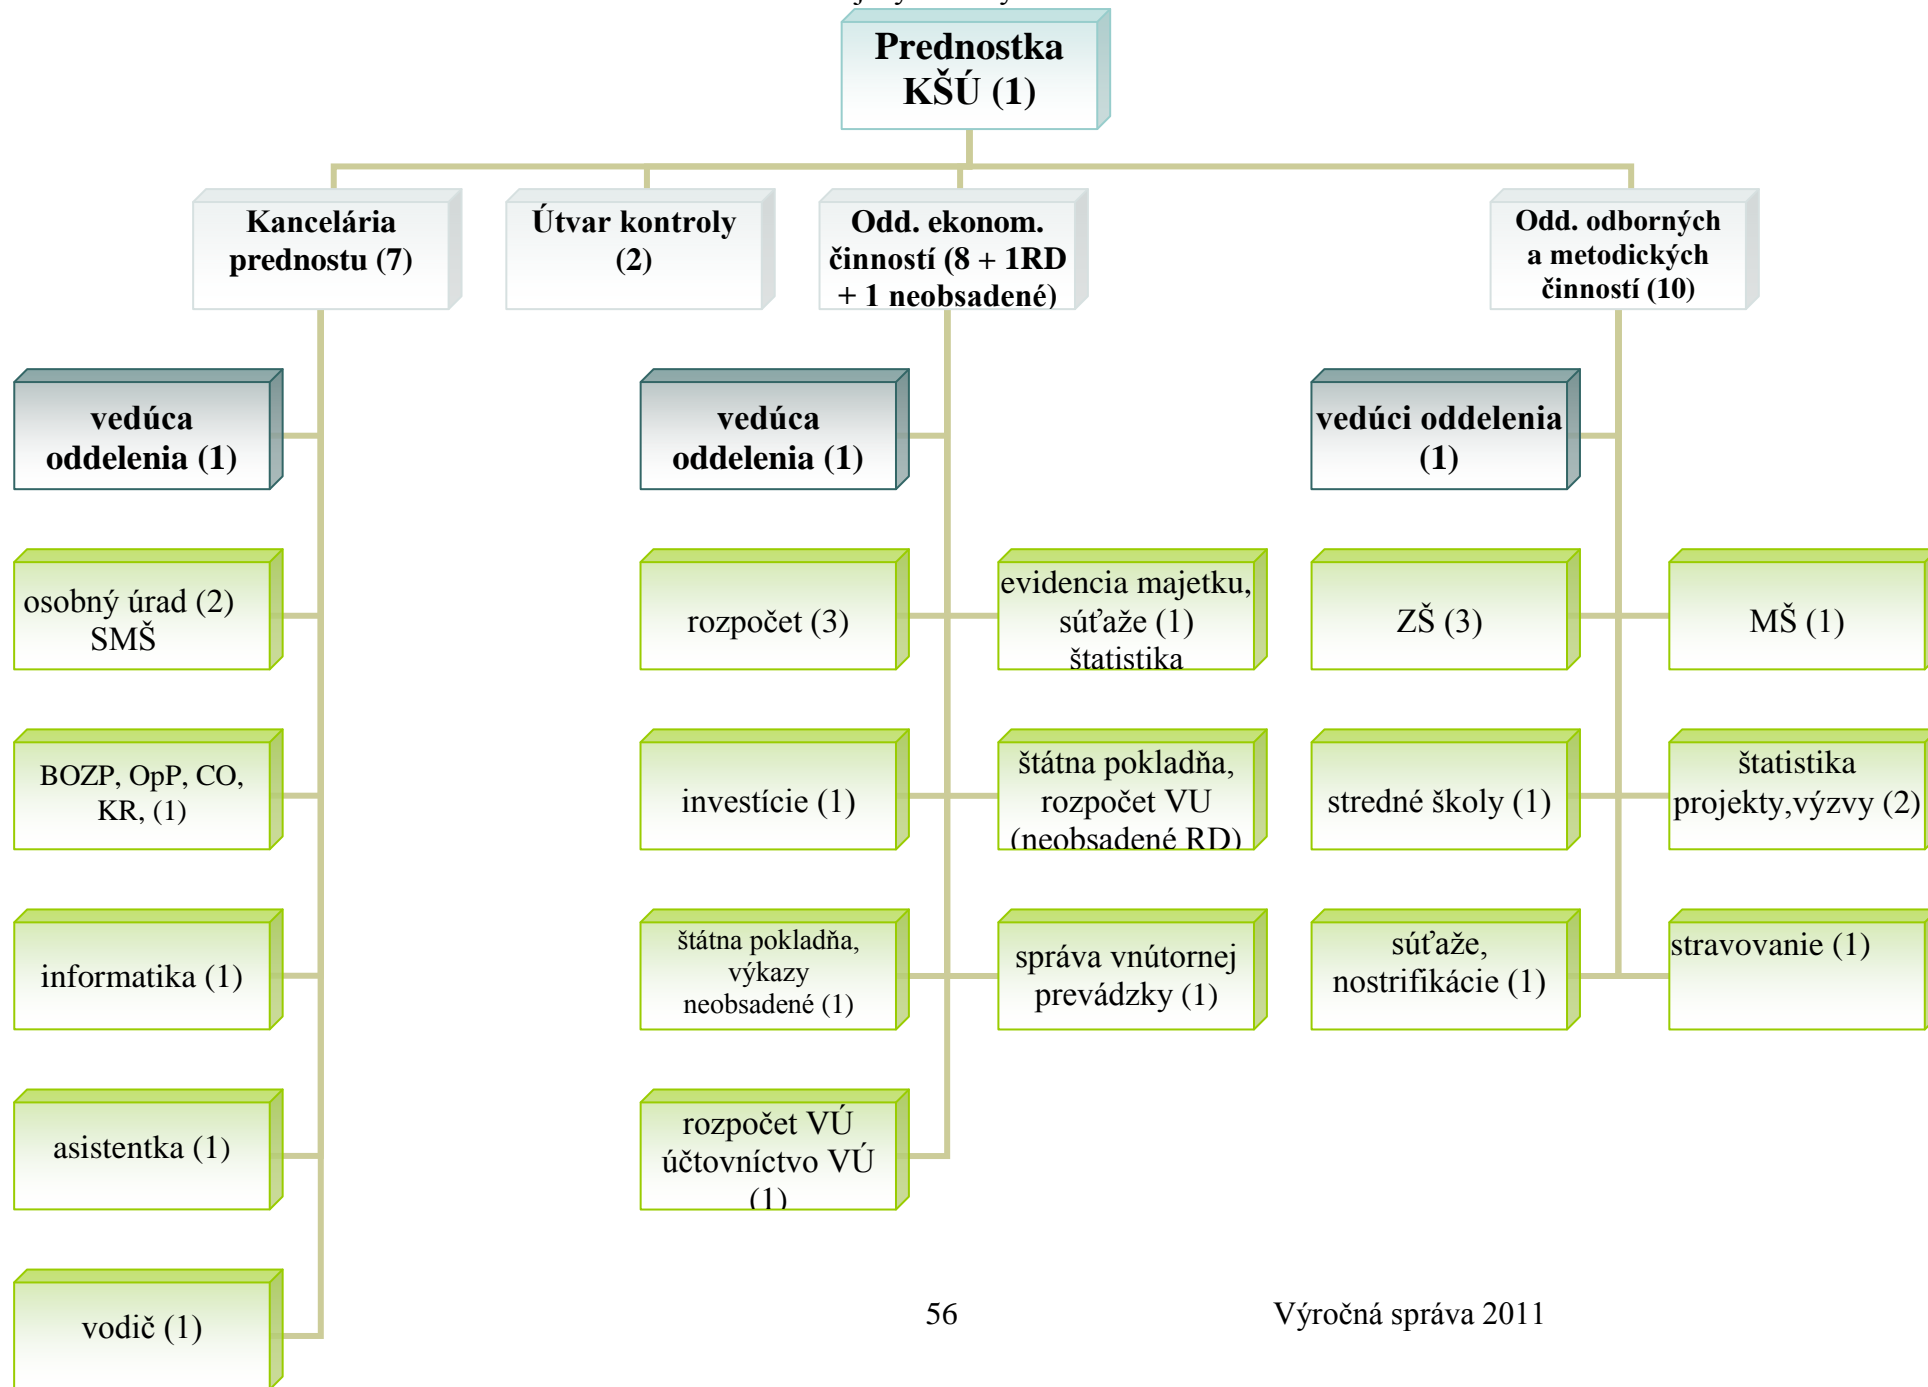 Prednostka
KŠÚ (1)
Kancelária
prednostu (7)
Útvar kontroly
(2)
Odd. ekonom.
činností (8 + 1RD
+ 1 neobsadené)
Odd. odborných
a metodických
činností (10)
vedúca
oddelenia (1)
vedúca
oddelenia (1)
vedúci oddelenia
(1)
osobný úrad (2)
SMŠ
rozpočet (3)
evidencia majetku,
súťaže (1)
štatistika
ZŠ (3)
MŠ (1)
BOZP, OpP, CO,
KR, (1)
investície (1)
štátna pokladňa,
rozpočet VU
(neobsadené RD)
stredné školy (1)
štatistika
projekty,výzvy (2)
informatika (1)
štátna pokladňa,
výkazy
neobsadené (1)
správa vnútornej
prevádzky (1)
súťaže,
nostrifikácie (1)
stravovanie (1)
asistentka (1)
rozpočet VÚ
účtovníctvo VÚ
(1)
vodič (1)
56
Výročná správa 2011